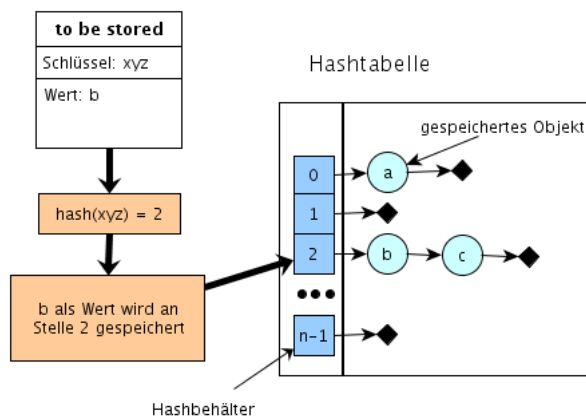 to be stored
Schlüssel: xyz
Wert: b
hash(xyz) = 2
b als Wert wird an
Stelle 2 gespeichert
Hashtabelle
gespeichertes Objekt
0
a
1
2
b
c
n-1
Hashbehälter